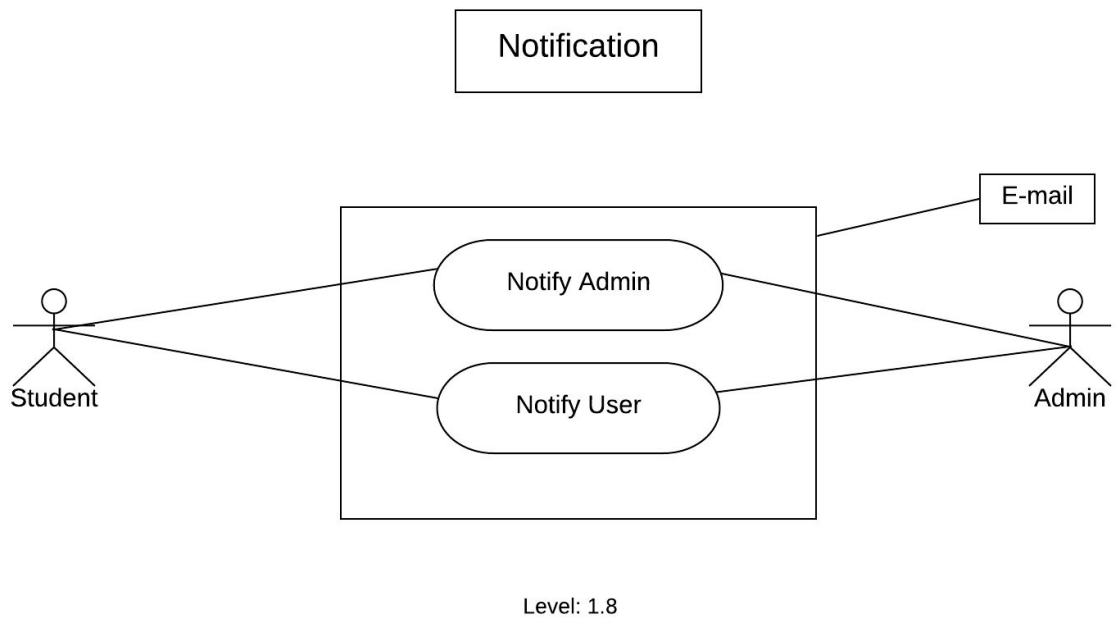 Notification
E-mail
Notify Admin
Notify User
Student
Admin
Level: 1.8